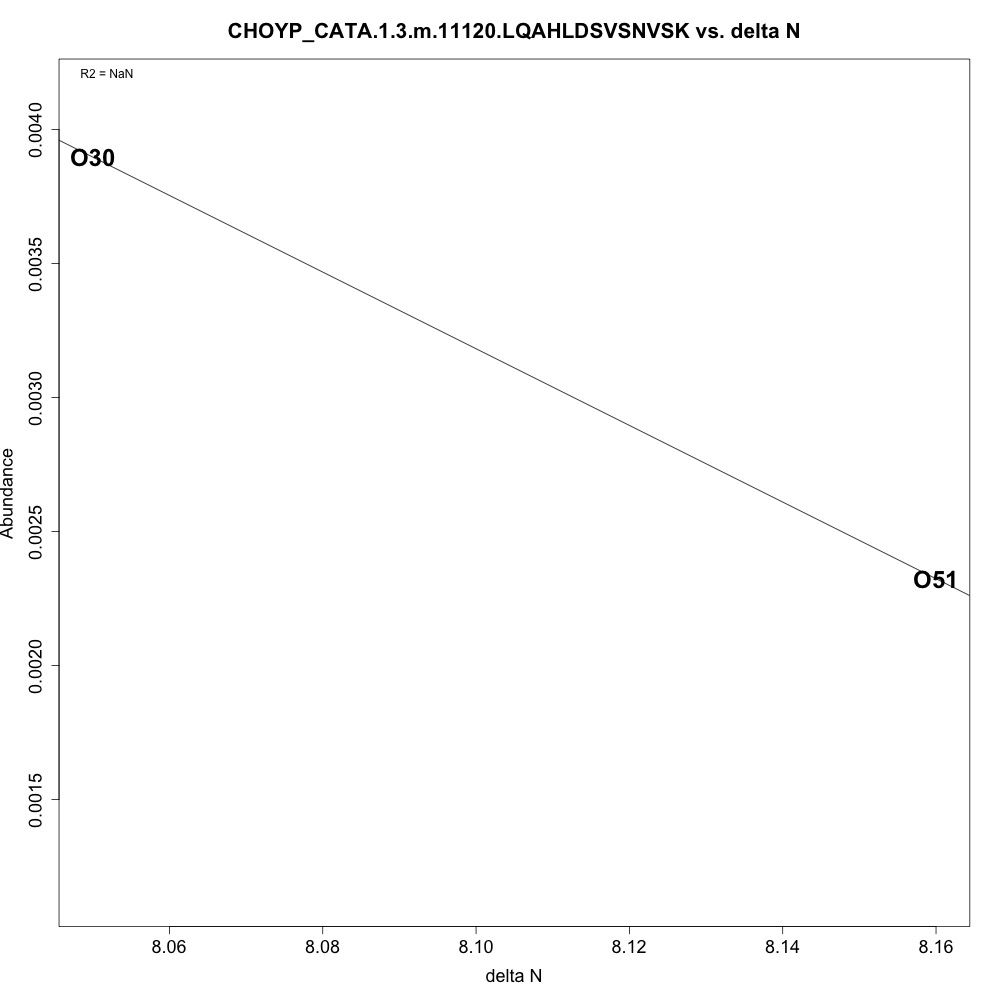 CHOYP_CATA.1.3.m.11120.LQAHLDSVSNVSK vs. delta N
R2 = NaN
0.0040
O30
0.0035
0.0030
Abundance
0.0025
O51
0.0020
0.0015
8.06 8.08 8.10 8.12 8.14 8.16
delta N